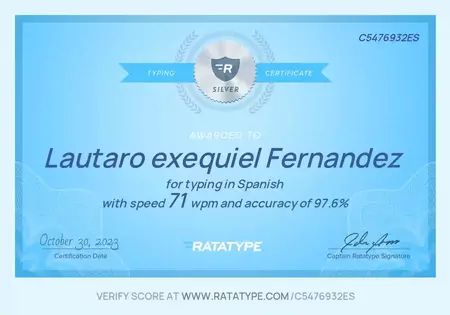 C5476932ES
TYPING
R
SILVER
CERTIFICATE
AWARDED TO
Lautaro exequiel Fernandez
for typing in Spanish
with speed 71 wpm and accuracy of 97.6%
October 30, 2023
Certification Date
RATATYPE
Captain Ratatype Signature
VERIFY SCORE AT WWW.RATATYPE.COM/C5476932ES